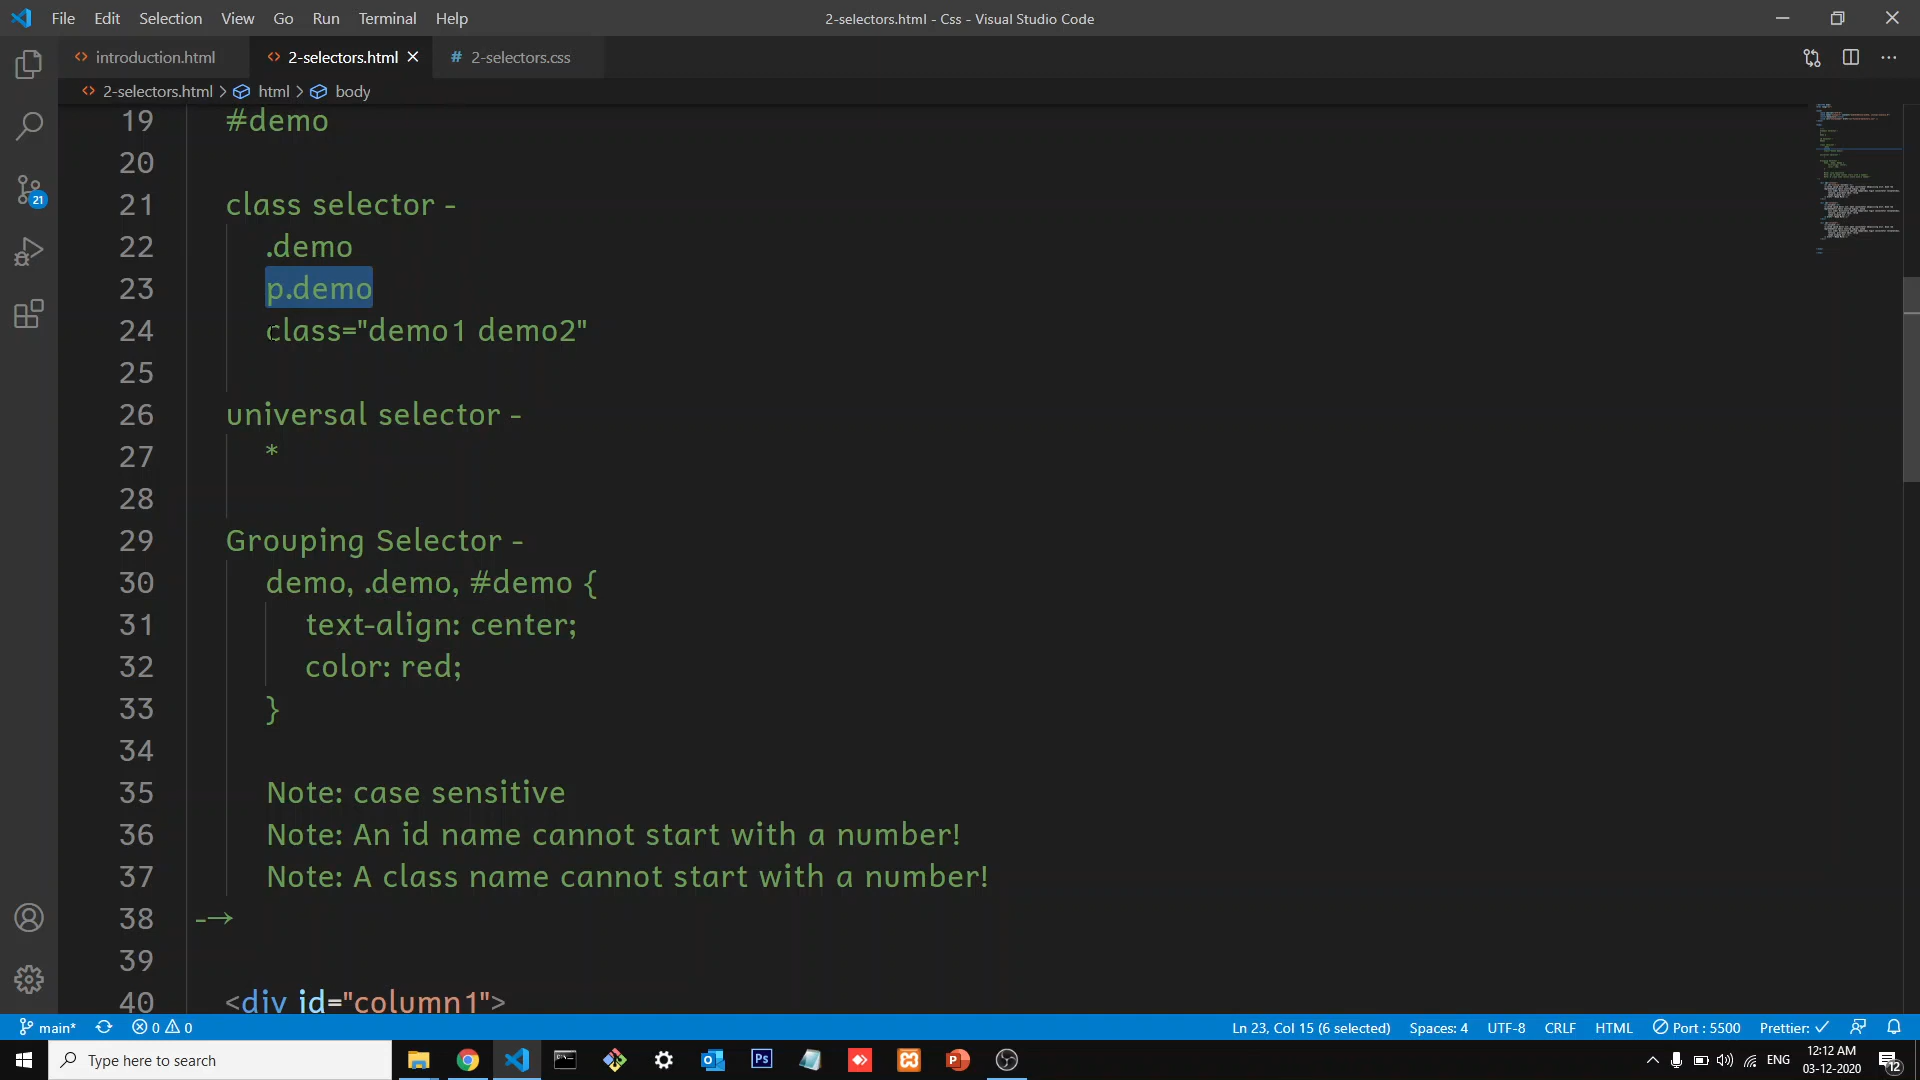 File Edit Selection View Go Run Terminal Help 2-selectors.html - Css - Visual Studio Code
introduction.html 2-selectors.html 2-selectors.css
2-selectors.html > html > body
19 #demo
20
21 class selector -
22 .demo
23 p.demo
24 class="demo1 demo2"
25
26 universal selector -
27 *
28
29 Grouping Selector -
30 demo, .demo, #demo {
31 text-align: center;
32 color: red;
33 }
34
35 Note: case sensitive
36 Note: An id name cannot start with a number!
37 Note: A class name cannot start with a number!
38 -->
39
40 <div id="column1">
21
main* 0 0 Ln 23, Col 15 (6 selected) Spaces: 4 UTF-8 CRLF HTML Port : 5500 Prettier: ✓
Type here to search
ENG
12:12 AM
03-12-2020
12